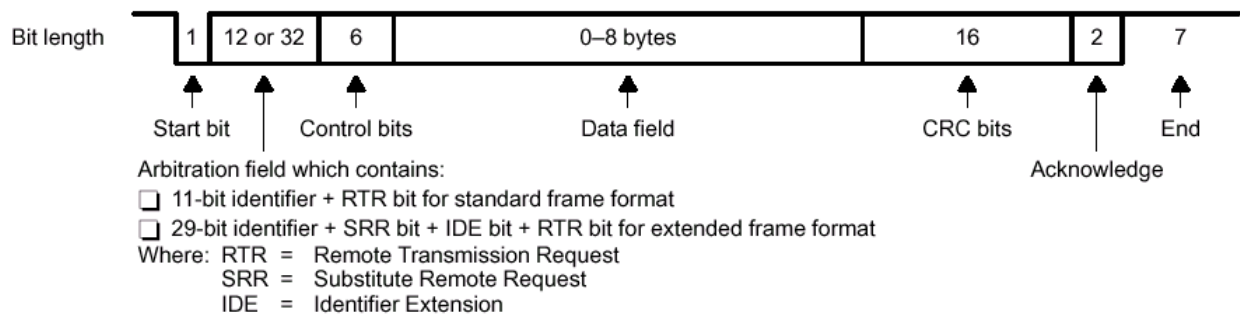 Bit length 1 12 or 32 6 0–8 bytes 16 2 7
Start bit Control bits Data field CRC bits End
Arbitration field which contains: Acknowledge
❏ 11-bit identifier + RTR bit for standard frame format
❏ 29-bit identifier + SRR bit + IDE bit + RTR bit for extended frame format
Where: RTR = Remote Transmission Request
SRR = Substitute Remote Request
IDE = Identifier Extension